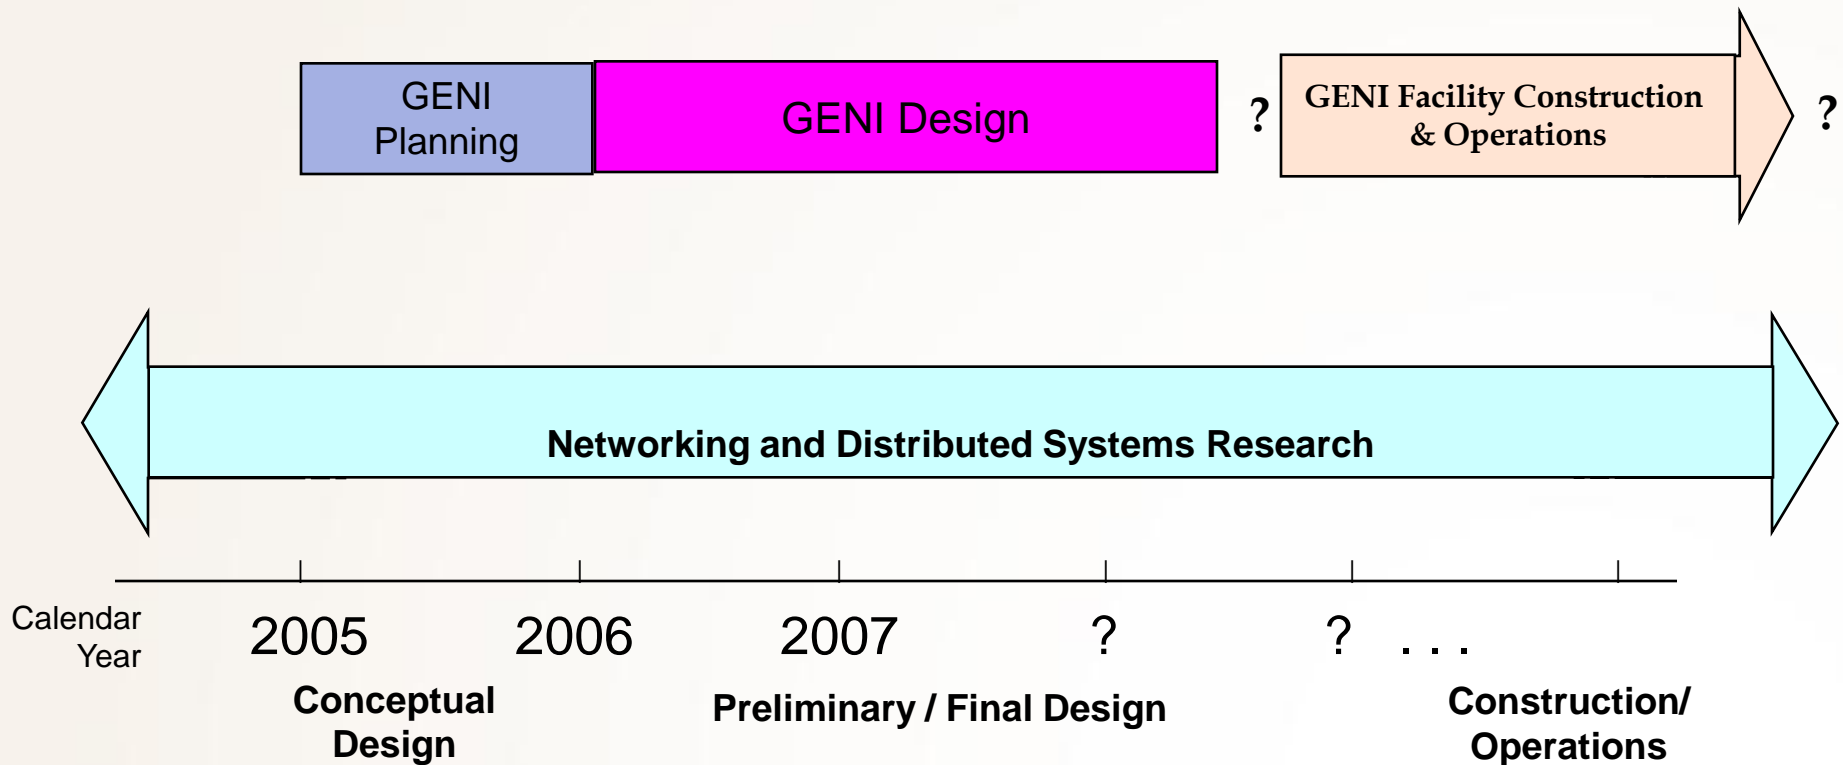 GENI
Planning
GENI Design
?
GENI Facility Construction
& Operations
?
Networking and Distributed Systems Research
Calendar
Year
2005 2006 2007 ? ? . . .
Conceptual
Design
Preliminary / Final Design
Construction/
Operations